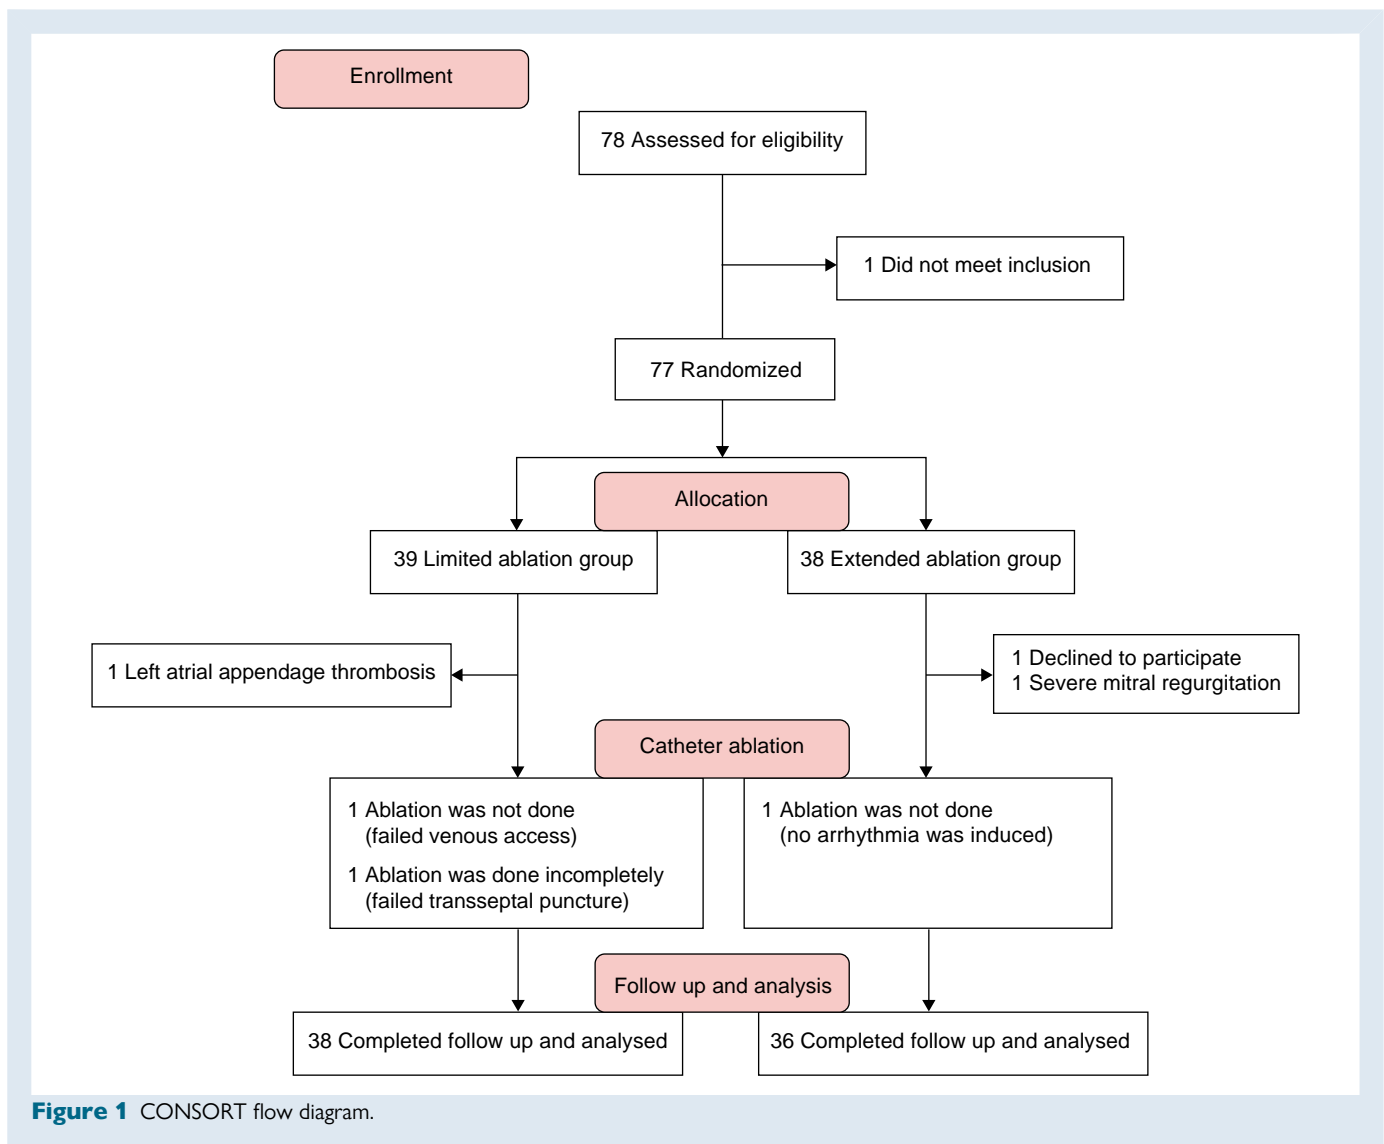 Enrollment
78 Assessed for eligibility
1 Did not meet inclusion
77 Randomized
Allocation
39 Limited ablation group
38 Extended ablation group
1 Left atrial appendage thrombosis
1 Declined to participate
1 Severe mitral regurgitation
Catheter ablation
1 Ablation was not done
(failed venous access)
1 Ablation was done incompletely
(failed transseptal puncture)
1 Ablation was not done
(no arrhythmia was induced)
Follow up and analysis
38 Completed follow up and analysed
36 Completed follow up and analysed
Figure 1 CONSORT flow diagram.